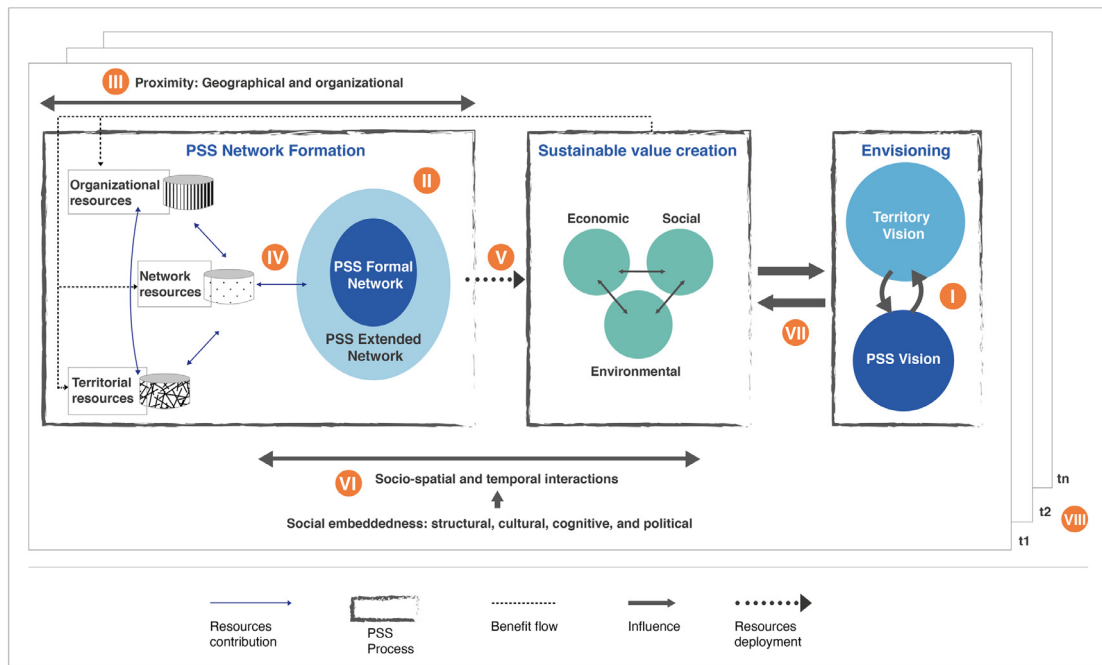 III
Proximity: Geographical and organizational
PSS Network Formation
Sustainable value creation
Envisioning
Organizational
resources
II
Network
resources
IV
PSS Formal
Network
PSS Extended
Network
Territorial
resources
V
Economic
Social
Environmental
VII
Territory
Vision
I
PSS Vision
VI
Socio-spatial and temporal interactions
Social embeddedness: structural, cultural, cognitive, and political
tn
t2
VIII
t1
Resources
contribution
PSS
Process
Benefit flow
Influence
Resources
deployment